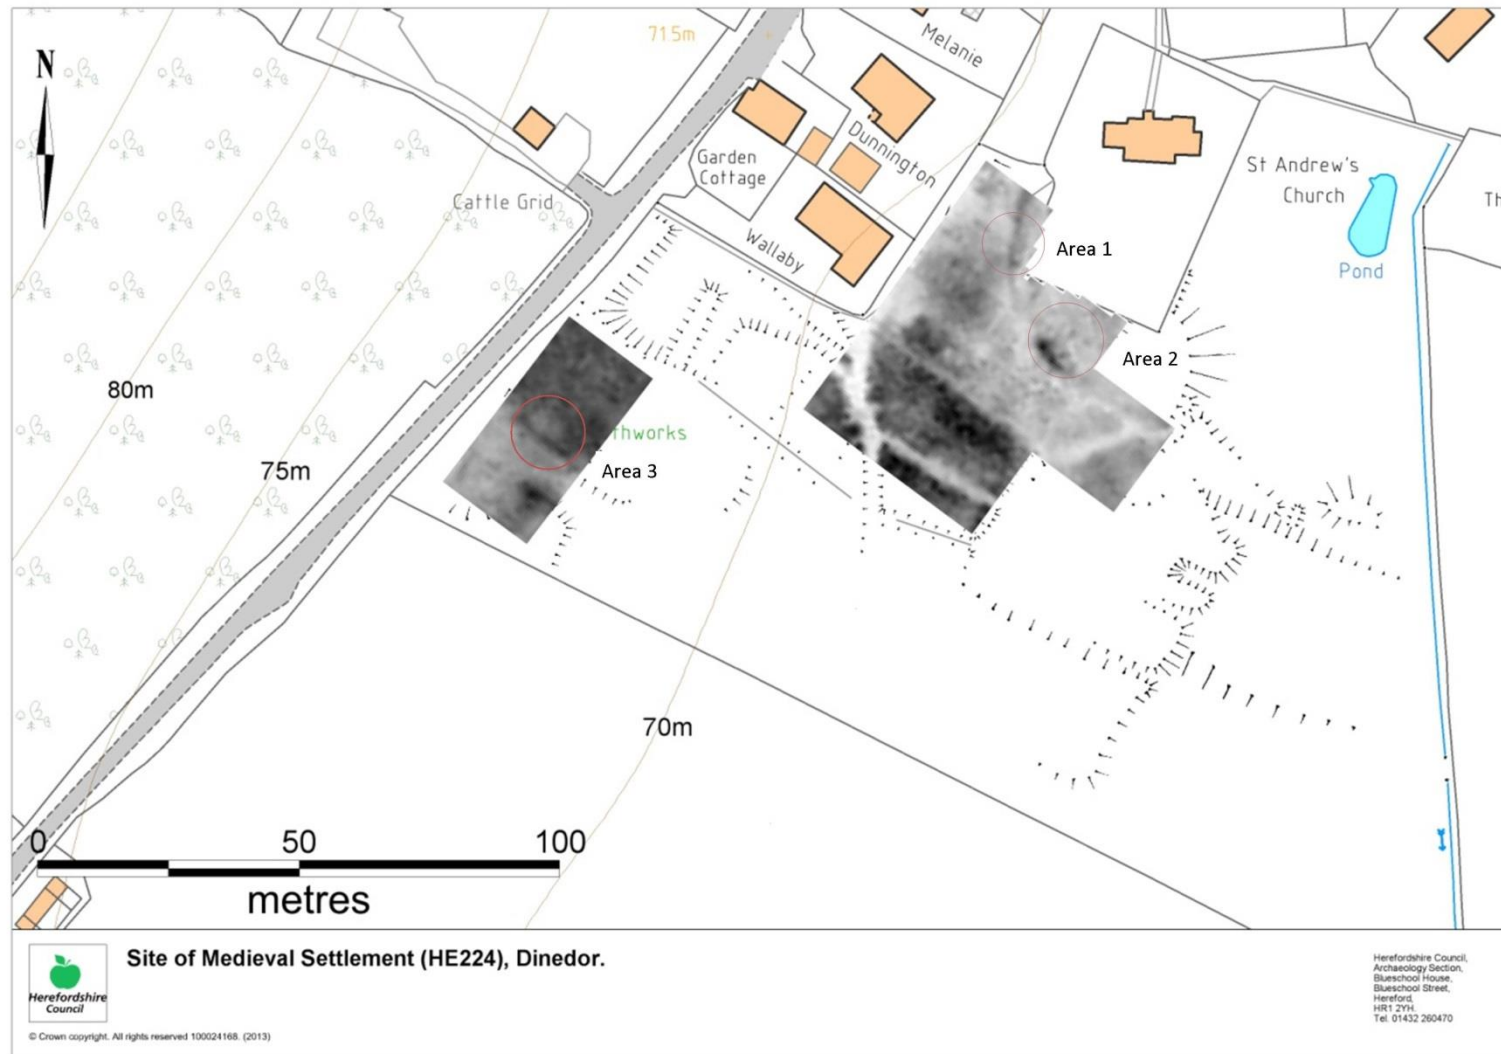 N
71.5m
Melanie
Dunnington
Garden
Cottage
Wallaby
Cattle Grid
St Andrew's
Church
Pond
Th
Area 1
Area 2
Area 3
thworks
80m
75m
70m
0 50 100
metres
Site of Medieval Settlement (HE224), Dinedor.
Herefordshire
Council
© Crown copyright. All rights reserved 100024168. (2013)
Herefordshire Council,
Archaeology Section,
Blueschool House,
Blueschool Street,
Hereford,
HR1 2YH.
Tel. 01432 260470